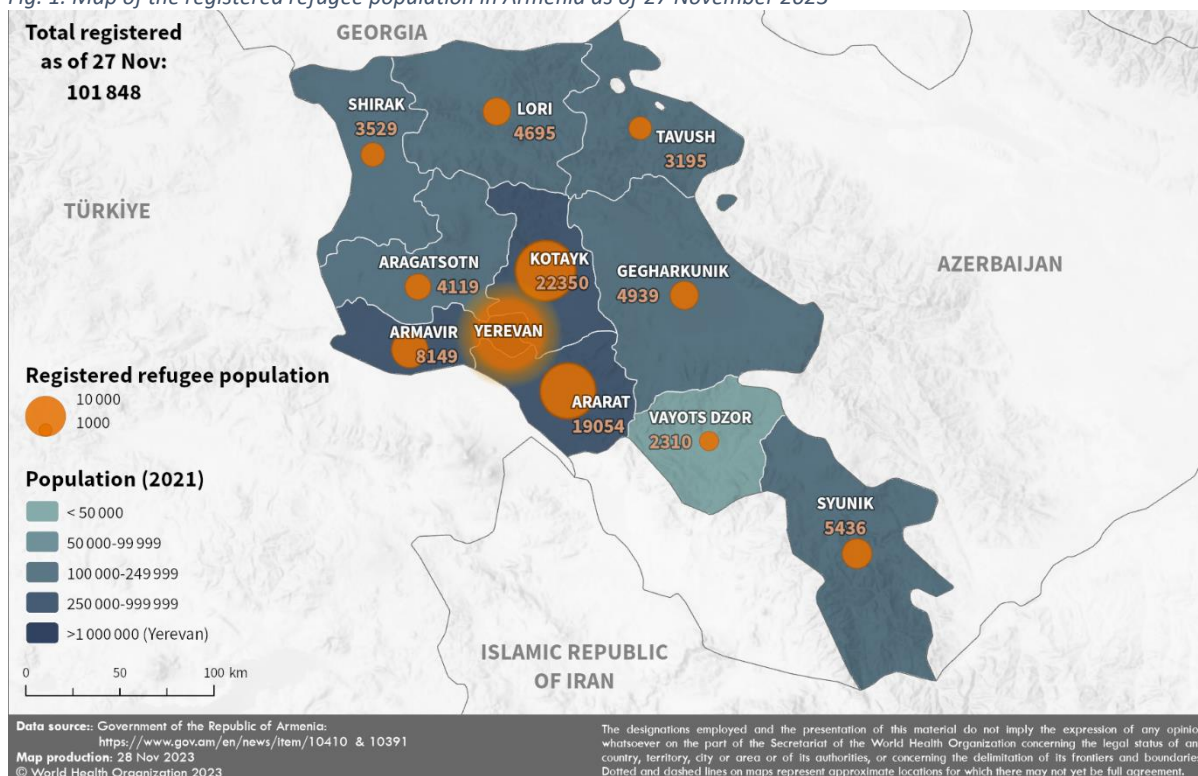 Fig. 1: Map of the registered refugee population in Armenia as of 27 November 2023
Total registered
as of 27 Nov:
101 848
GEORGIA
SHIRAK
3529
LORI
4695
TAVUSH
3195
TÜRKİYE
ARAGATSOTN
4119
KOTAYK
22350
GEGHARKUNIK
4939
AZERBAIJAN
ARMAVIR
8149
YEREVAN
ARARAT
19054
VAYOTS DZOR
2310
SYUNIK
5436
ISLAMIC REPUBLIC
OF IRAN
Registered refugee population
10 000
1000
Population (2021)
< 50 000
50 000-99 999
100 000-249 999
250 000-999 999
>1 000 000 (Yerevan)
0 50 100 km
Data source:: Government of the Republic of Armenia:
https://www.gov.am/en/news/item/10410 & 10391
Map production: 28 Nov 2023
© World Health Organization 2023
The designations employed and the presentation of this material do not imply the expression of any opinio
whatsoever on the part of the Secretariat of the World Health Organization concerning the legal status of an
country, territory, city or area or of its authorities, or concerning the delimitation of its frontiers and boundarie
Dotted and dashed lines on maps represent approximate locations for which there may not yet be full agreement.